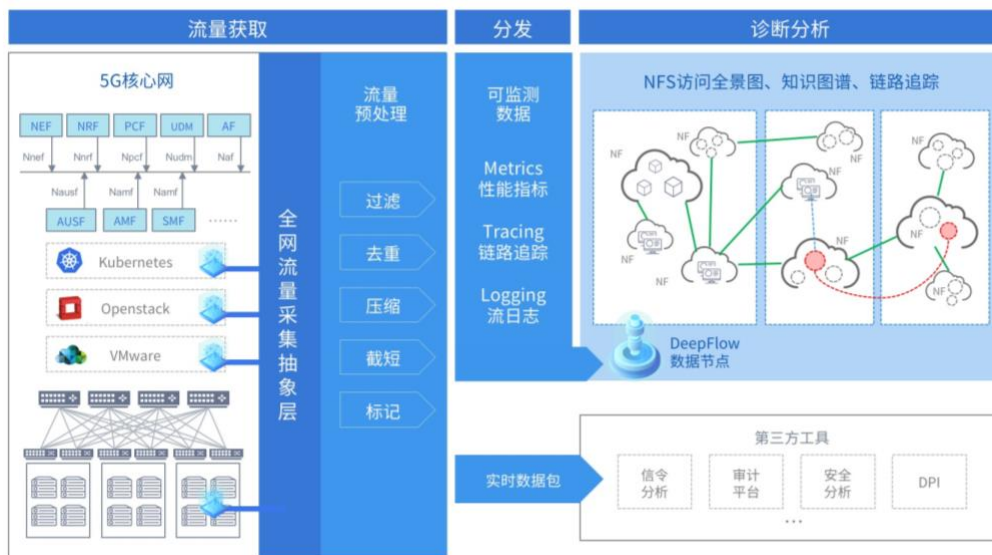 流量获取
分发
诊断分析
5G核心网
NEF
NRF
PCF
UDM
AF
Nnef
Nnrf
Npcf
Nudm
Naf
Nausf
Namf
Namf
AUSF
AMF
SMF
......
Kubernetes
Openstack
VMware
全网流量采集抽象层
流量
预处理
过滤
去重
压缩
截短
标记
可监测
数据
Metrics
性能指标
Tracing
链路追踪
Logging
流日志
实时数据包
NFS访问全景图、知识图谱、链路追踪
NF
NF
NF
NF
NF
NF
NF
NF
NF
NF
DeepFlow
数据节点
第三方工具
信令
分析
审计
平台
安全
分析
DPI
...